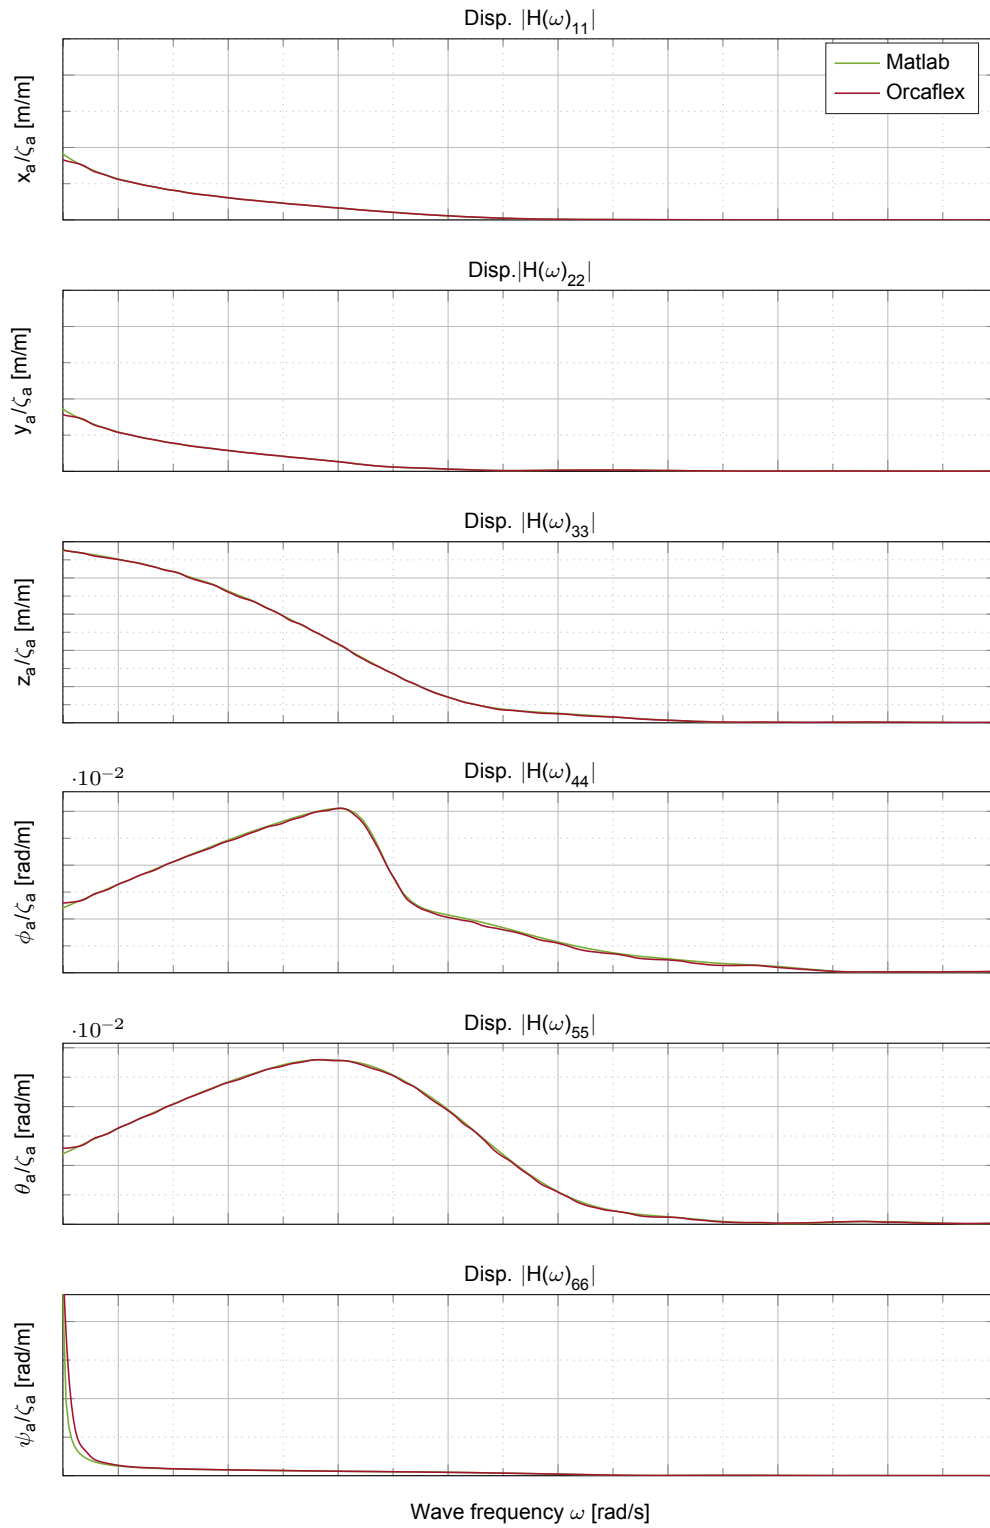 Disp. |H(ω)₁₁|
Matlab
Orcaflex
xₐ/ζₐ [m/m]
Disp.|H(ω)₂₂|
yₐ/ζₐ [m/m]
Disp. |H(ω)₃₃|
zₐ/ζₐ [m/m]
·10⁻²
Disp. |H(ω)₄₄|
ϕₐ/ζₐ [rad/m]
·10⁻²
Disp. |H(ω)₅₅|
θₐ/ζₐ [rad/m]
Disp. |H(ω)₆₆|
ψₐ/ζₐ [rad/m]
Wave frequency ω [rad/s]